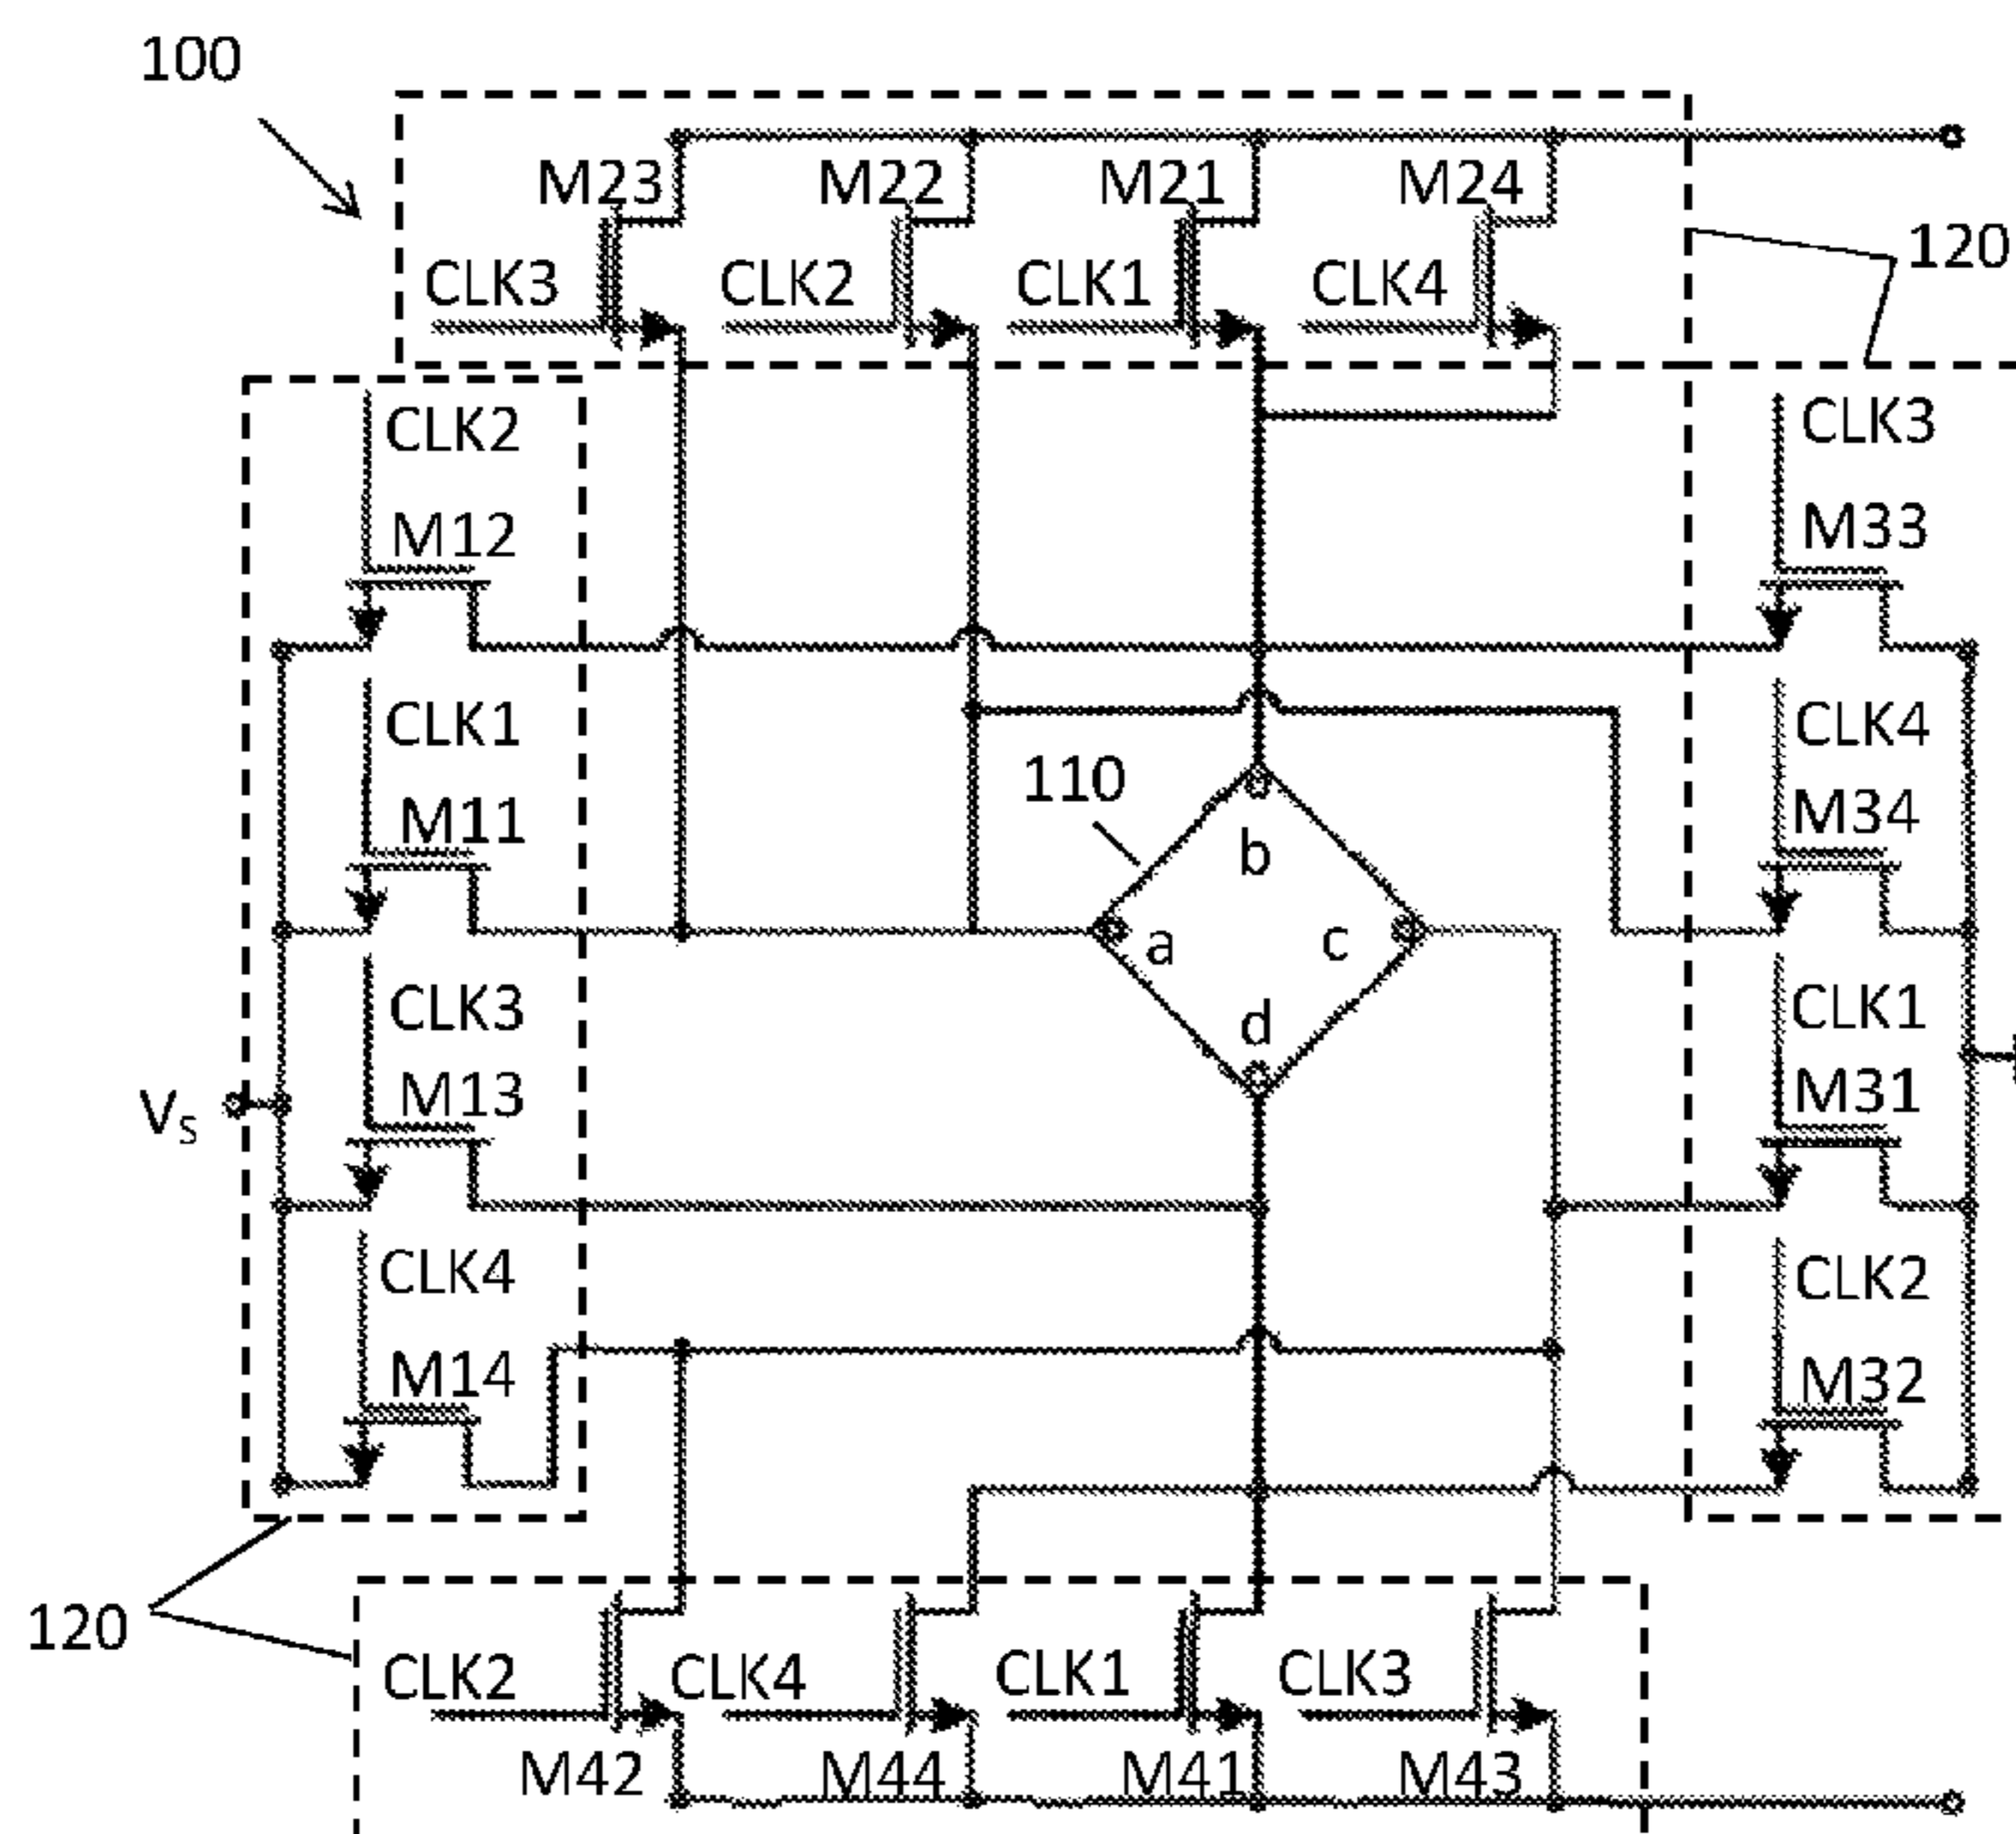 100
M23 M22 M21 M24
120
CLK3 CLK2 CLK1 CLK4
CLK2
CLK3
M12
M33
CLK1
CLK4
110
M11
M34
b
a
c
CLK3
CLK1
d
M13
M31
VS
CLK4
CLK2
M14
M32
120
CLK2 CLK4 CLK1 CLK3
M42 M44 M41 M43